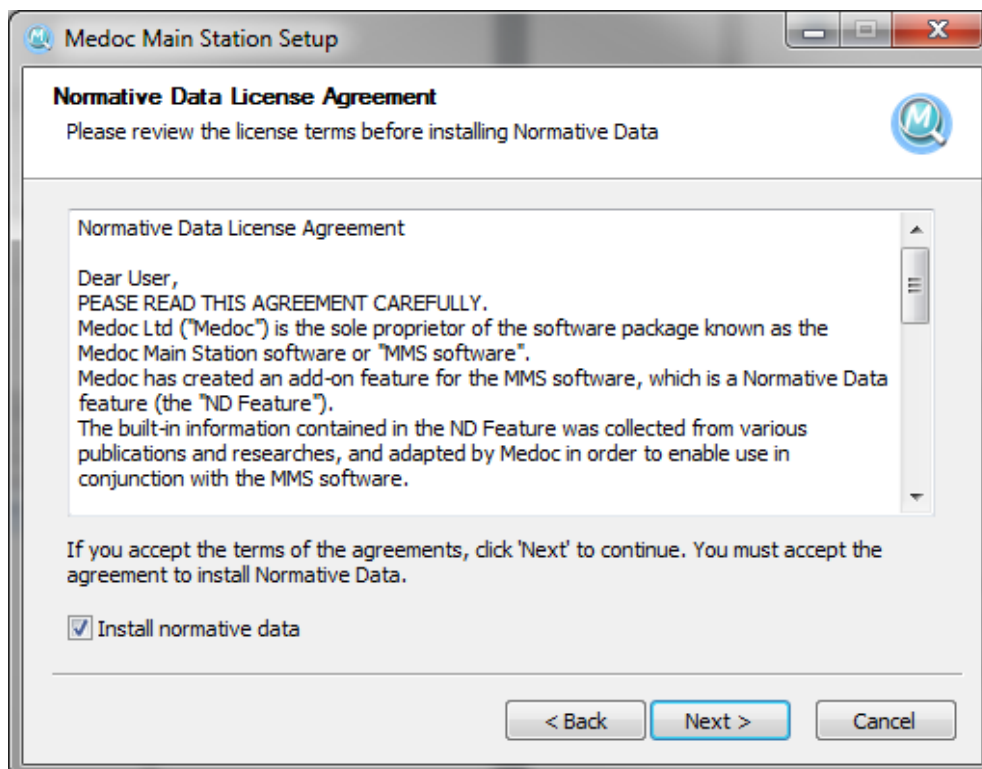 Medoc Main Station Setup
Normative Data License Agreement
Please review the license terms before installing Normative Data
M
Normative Data License Agreement
Dear User,
PEASE READ THIS AGREEMENT CAREFULLY.
Medoc Ltd ("Medoc") is the sole proprietor of the software package known as the
Medoc Main Station software or "MMS software".
Medoc has created an add-on feature for the MMS software, which is a Normative Data
feature (the "ND Feature").
The built-in information contained in the ND Feature was collected from various
publications and researches, and adapted by Medoc in order to enable use in
conjunction with the MMS software.
If you accept the terms of the agreements, click 'Next' to continue. You must accept the
agreement to install Normative Data.
Install normative data
< Back Next > Cancel